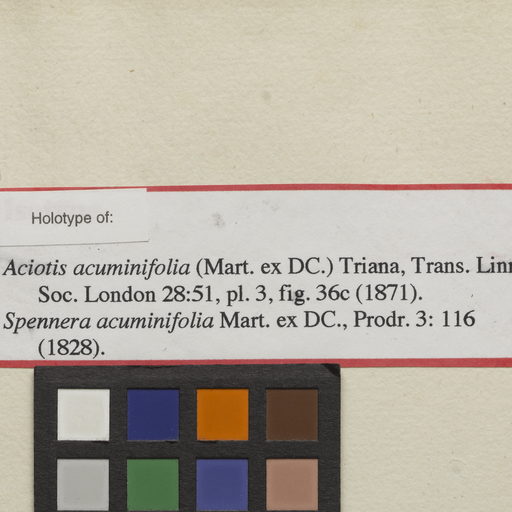 Holotype of:
Aciotis acuminifolia (Mart. ex DC.) Triana, Trans. Linn
Soc. London 28:51, pl. 3, fig. 36c (1871).
Spennera acuminifolia Mart. ex DC., Prodr. 3: 116
(1828).